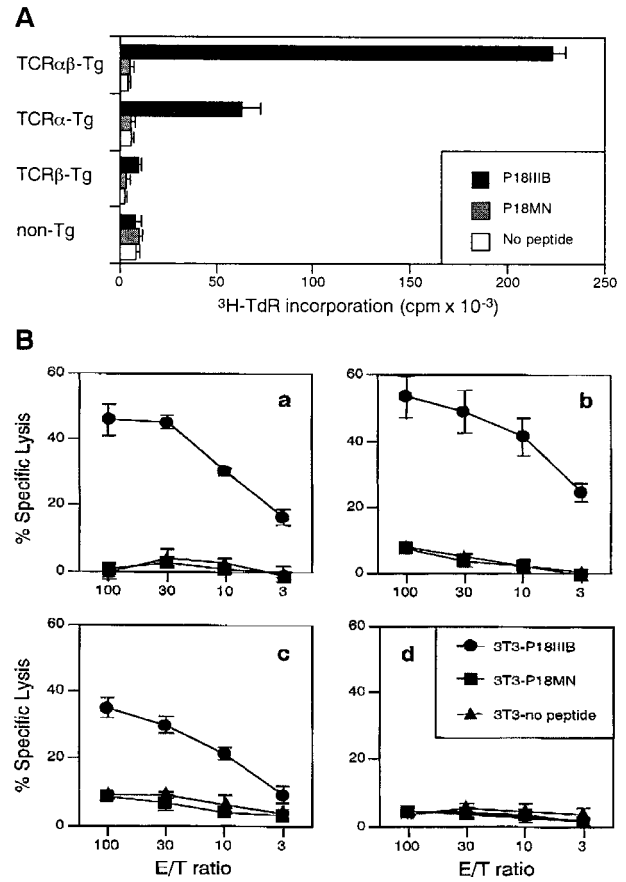 A
TCRαβ-Tg
TCRα-Tg
TCRβ-Tg
non-Tg
P18IIIB
P18MN
No peptide
0 50 100 150 200 250
³H-TdR incorporation (cpm x 10⁻³)
B
% Specific Lysis
60
40
20
0
a
100 30 10 3
60
40
20
0
b
100 30 10 3
% Specific Lysis
60
40
20
0
c
100 30 10 3
E/T ratio
60
40
20
0
d
3T3-P18IIIB
3T3-P18MN
3T3-no peptide
100 30 10 3
E/T ratio